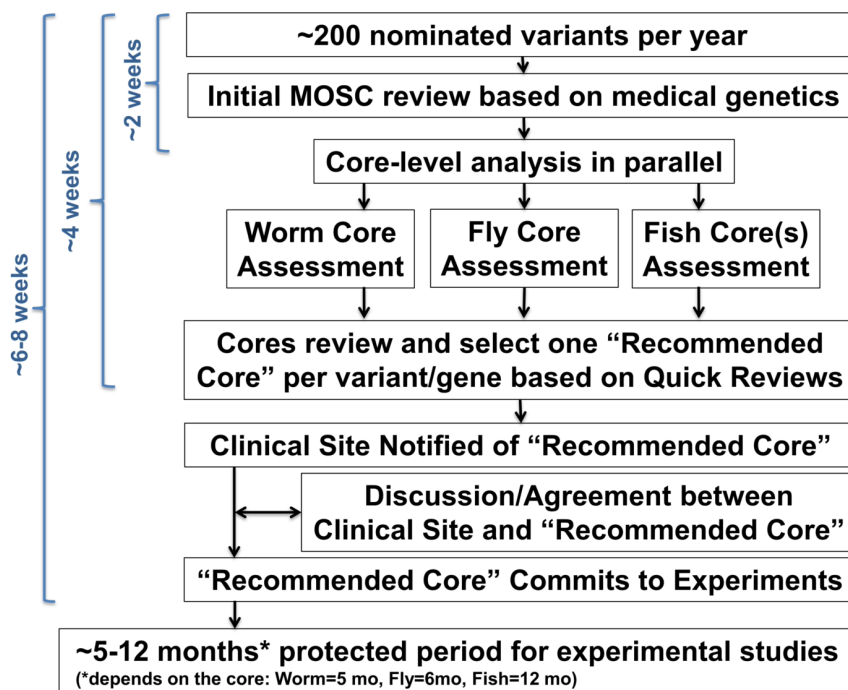 ~200 nominated variants per year
Initial MOSC review based on medical genetics
Core-level analysis in parallel
Worm Core
Assessment
Fly Core
Assessment
Fish Core(s)
Assessment
Cores review and select one “Recommended
Core” per variant/gene based on Quick Reviews
Clinical Site Notified of “Recommended Core”
Discussion/Agreement between
Clinical Site and “Recommended Core”
“Recommended Core” Commits to Experiments
~5-12 months* protected period for experimental studies
(*depends on the core: Worm=5 mo, Fly=6mo, Fish=12 mo)
~2 weeks
~4 weeks
~6-8 weeks